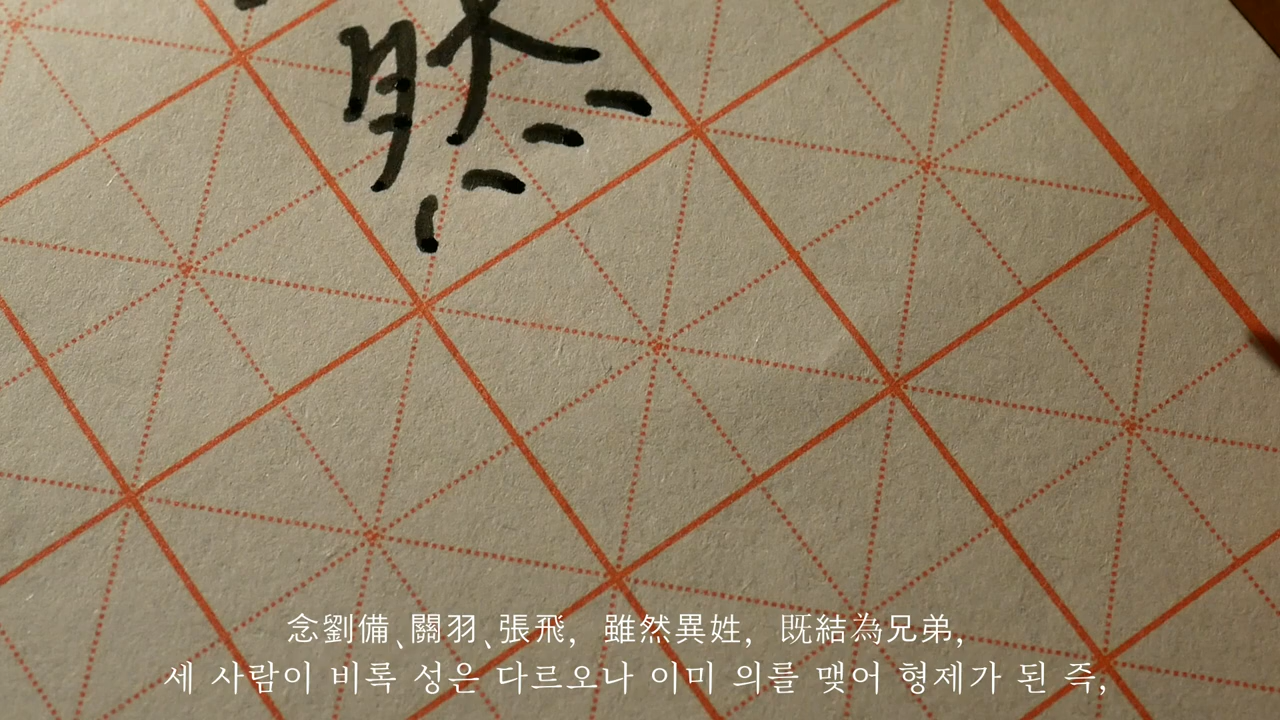 然
念劉備、關羽、張飛，雖然異姓，既結為兄弟，
세 사람이 비록 성은 다르오나 이미 의를 맺어 형제가 된 즉,